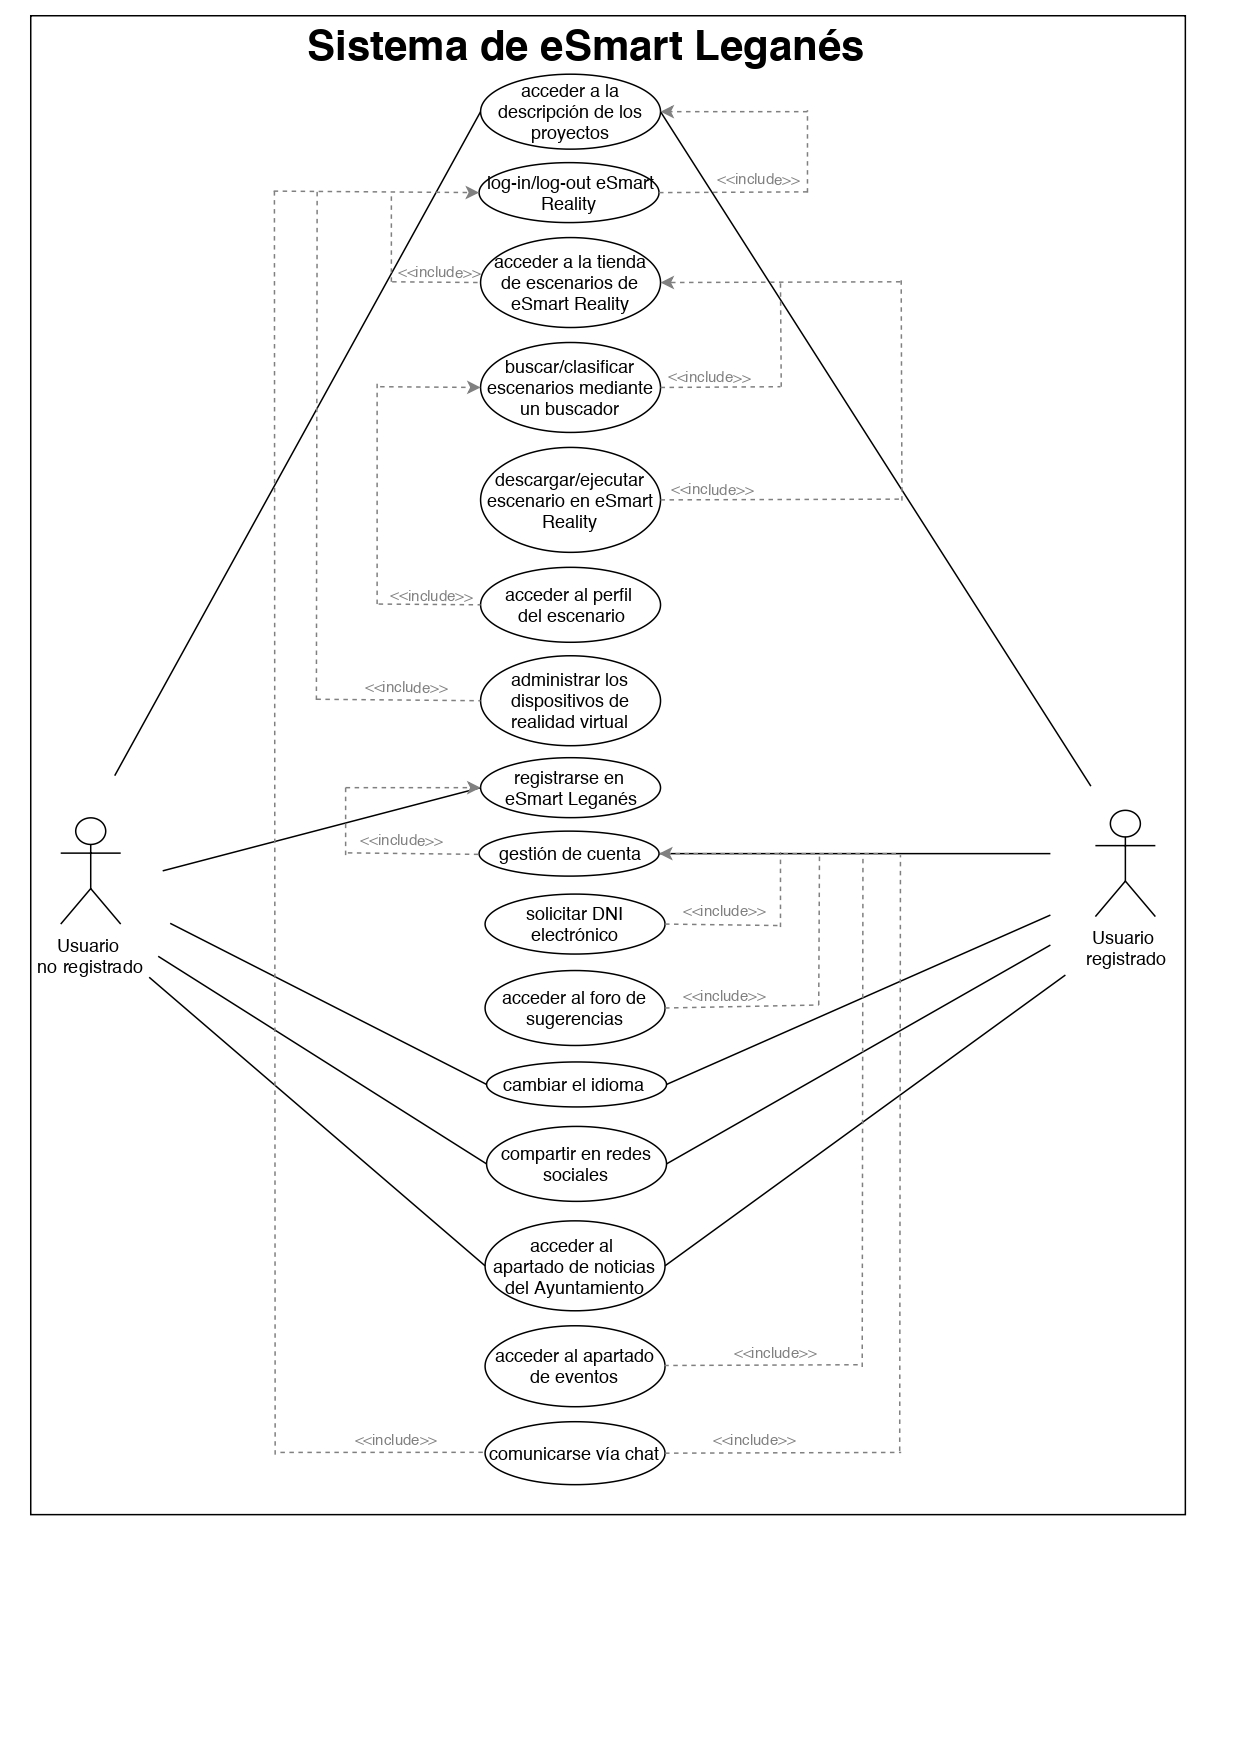 Sistema de eSmart Leganés
acceder a la
descripción de los
proyectos
<<include>>
log-in/log-out eSmart
Reality
<<include>>
acceder a la tienda
de escenarios de
eSmart Reality
buscar/clasificar
escenarios mediante
un buscador
<<include>>
descargar/ejecutar
escenario en eSmart
Reality
<<include>>
<<include>>
acceder al perfil
del escenario
<<include>>
administrar los
dispositivos de
realidad virtual
registrarse en
eSmart Leganés
<<include>>
gestión de cuenta
solicitar DNI
electrónico
<<include>>
Usuario
no registrado
Usuario
registrado
acceder al foro de
sugerencias
<<include>>
cambiar el idioma
compartir en redes
sociales
acceder al
apartado de noticias
del Ayuntamiento
acceder al apartado
de eventos
<<include>>
<<include>>
comunicarse vía chat
<<include>>